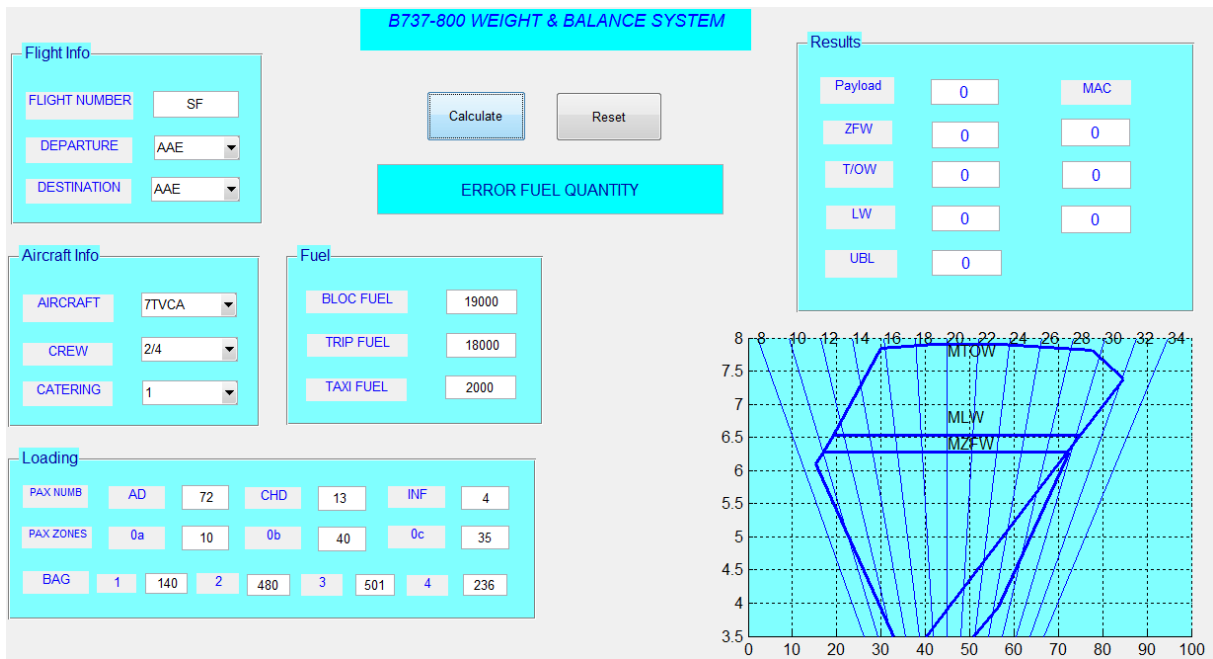 B737-800 WEIGHT & BALANCE SYSTEM
Flight Info
FLIGHT NUMBER SF
DEPARTURE AAE
DESTINATION AAE
Calculate Reset
ERROR FUEL QUANTITY
Results
Payload 0 MAC
ZFW 0 0
T/OW 0 0
LW 0 0
UBL 0
Aircraft Info
AIRCRAFT 7TVCA
CREW 2/4
CATERING 1
Fuel
BLOC FUEL 19000
TRIP FUEL 18000
TAXI FUEL 2000
Loading
PAX NUMB AD 72 CHD 13 INF 4
PAX ZONES 0a 10 0b 40 0c 35
BAG 1 140 2 480 3 501 4 236
8 8 10 12 14 16 18 20 22 24 26 28 30 32 34
MTOW
7.5
7
MLW
6.5
MZFW
6
5.5
5
4.5
4
3.5
0 10 20 30 40 50 60 70 80 90 100